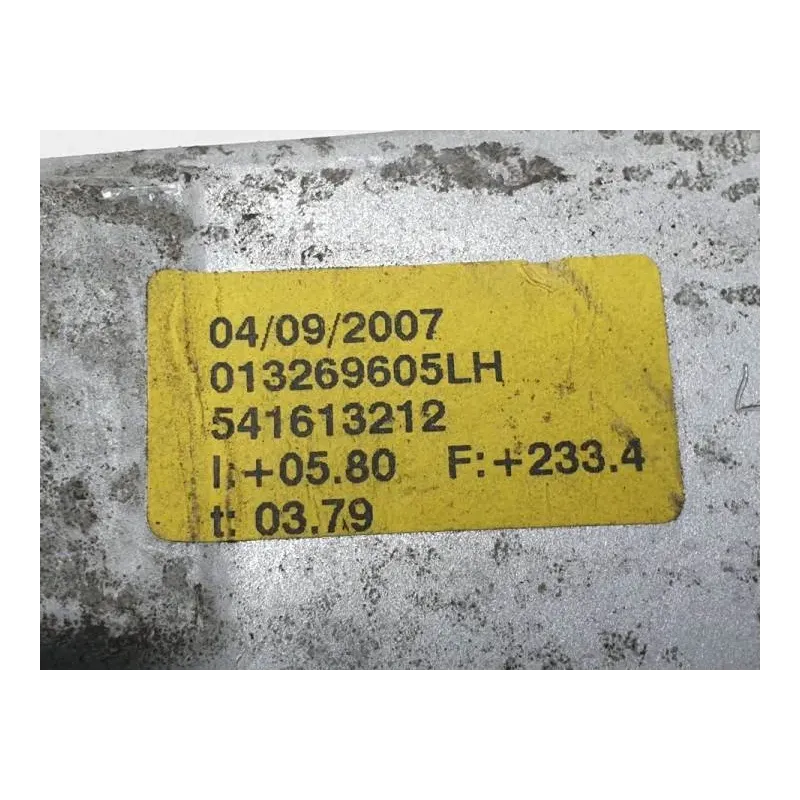 04/09/2007
013269605LH
541613212
I:+05.80 F:+233.4
t: 03.79